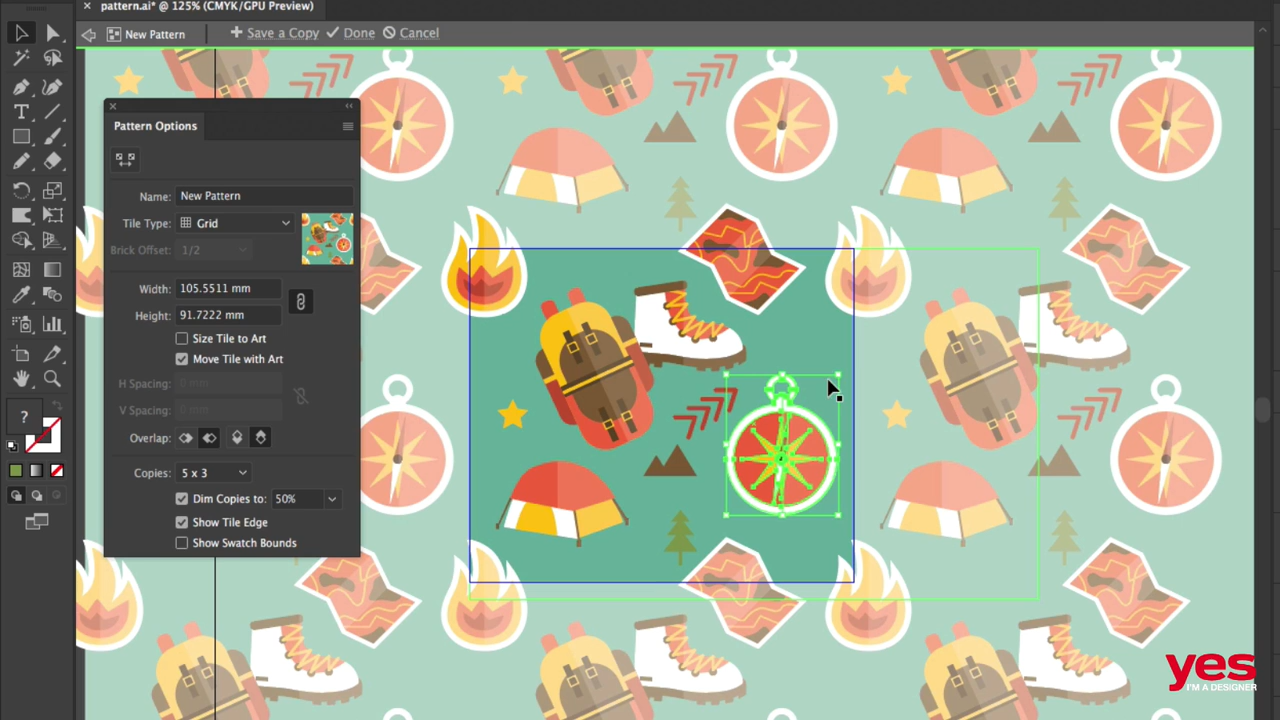 pattern.ai* @ 125% (CMYK/GPU Preview)
New Pattern
Save a Copy
Done
Cancel
Pattern Options
Name: New Pattern
Tile Type: Grid
Brick Offset: 1/2
Width: 105.5511 mm
Height: 91.7222 mm
Size Tile to Art
Move Tile with Art
H Spacing: 0 mm
V Spacing: 0 mm
Overlap:
Copies: 5 x 3
Dim Copies to: 50%
Show Tile Edge
Show Swatch Bounds
?
yes
I'M A DESIGNER